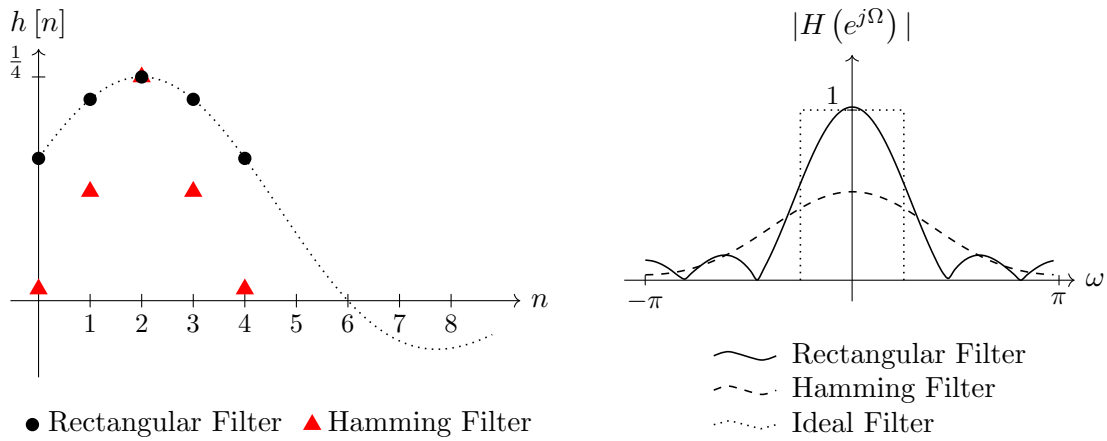 h [n]
1/4
1 2 3 4 5 6 7 8 n
Rectangular Filter Hamming Filter
|H (e^{jΩ}) |
1
−π π ω
Rectangular Filter
Hamming Filter
Ideal Filter